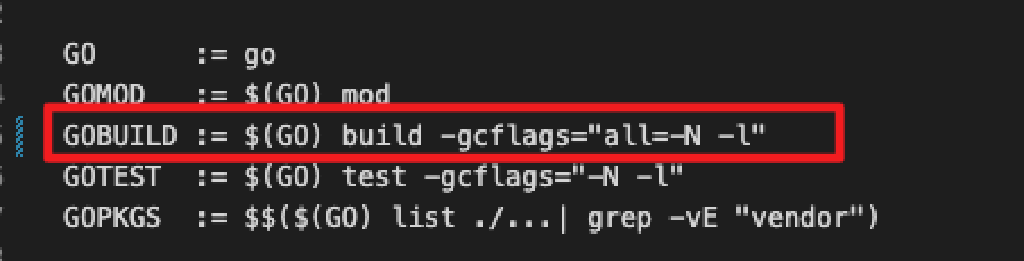 GO := go
GOMOD := $(GO) mod
GOBUILD := $(GO) build -gcflags="all=-N -l"
GOTEST := $(GO) test -gcflags="-N -l"
GOPKGS := $$($(GO) list ./...| grep -vE "vendor")